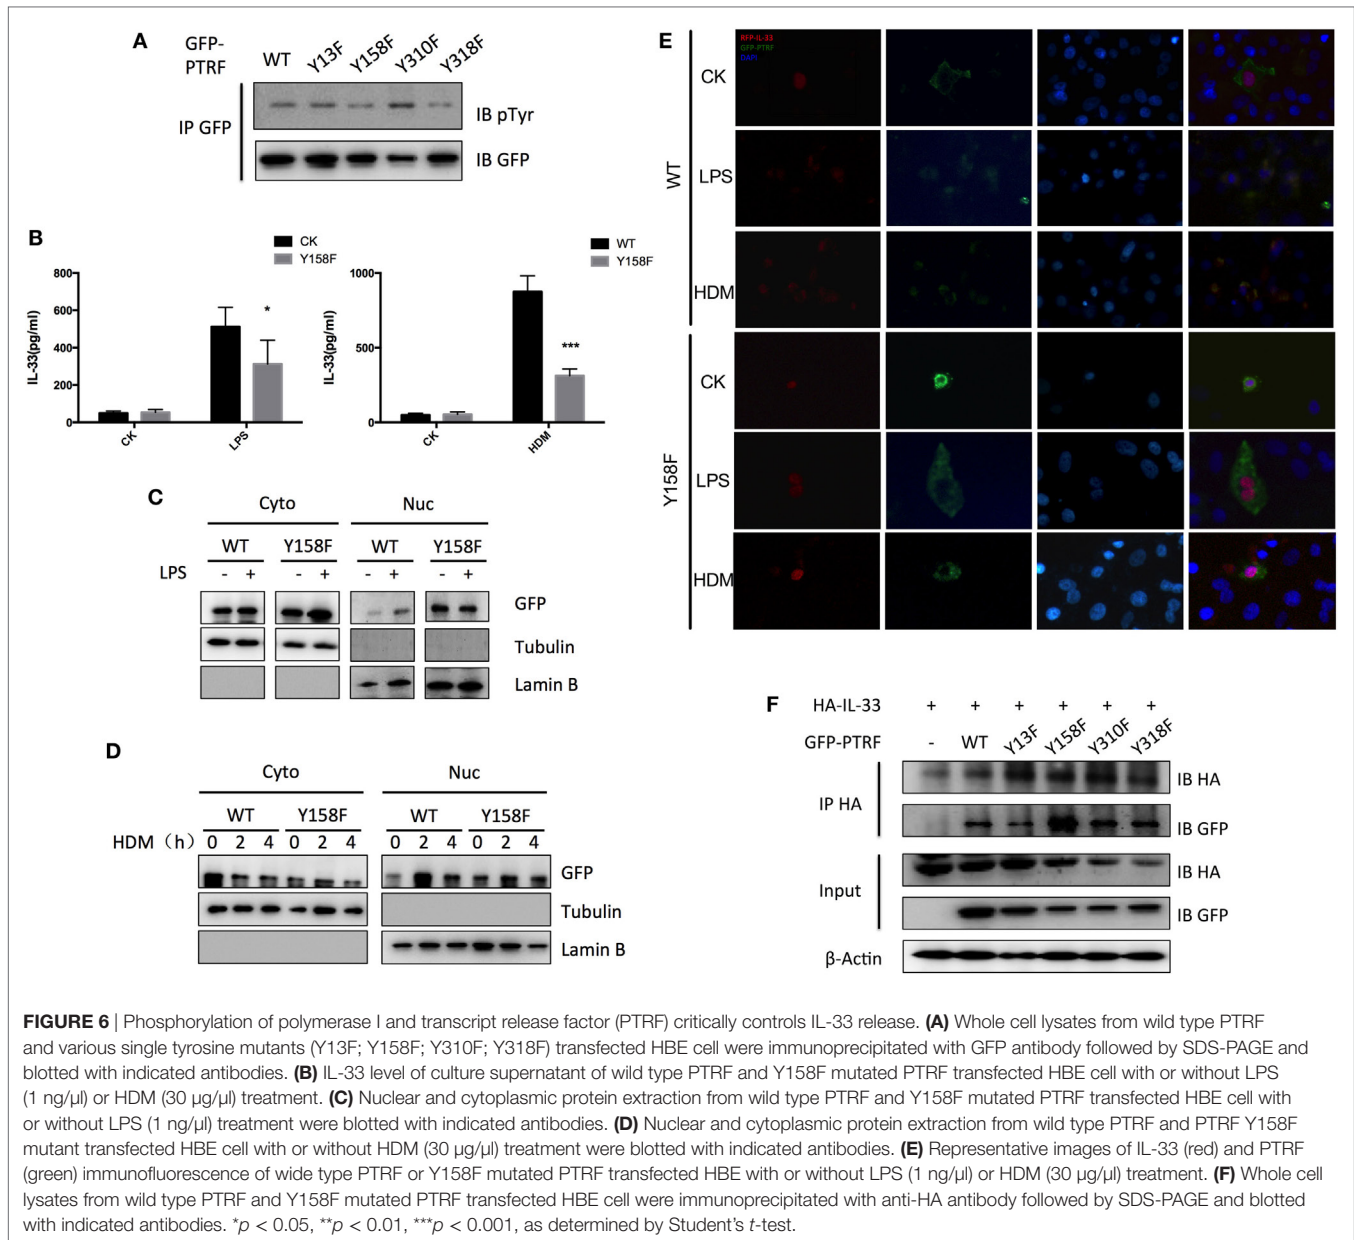 A
GFP-
PTRF
WT Y13F Y158F Y310F Y318F
IP GFP
IB pTyr
IB GFP
B
CK
Y158F
IL-33(pg/ml)
800
600
400
200
0
*
CK LPS
WT
Y158F
IL-33(pg/ml)
1000
500
0
***
CK HDM
C
Cyto Nuc
WT Y158F WT Y158F
LPS - + - + - + - +
GFP
Tubulin
Lamin B
D
Cyto Nuc
WT Y158F WT Y158F
HDM (h) 0 2 4 0 2 4 0 2 4 0 2 4
GFP
Tubulin
Lamin B
E
RFP-IL-33
GFP-PTRF
DAPI
WT
CK
LPS
HDM
Y158F
CK
LPS
HDM
F
HA-IL-33 + + + + + +
GFP-PTRF - WT Y13F Y158F Y310F Y318F
IP HA
IB HA
IB GFP
Input
IB HA
IB GFP
β-Actin
FIGURE 6 | Phosphorylation of polymerase I and transcript release factor (PTRF) critically controls IL-33 release. (A) Whole cell lysates from wild type PTRF
and various single tyrosine mutants (Y13F; Y158F; Y310F; Y318F) transfected HBE cell were immunoprecipitated with GFP antibody followed by SDS-PAGE and
blotted with indicated antibodies. (B) IL-33 level of culture supernatant of wild type PTRF and Y158F mutated PTRF transfected HBE cell with or without LPS
(1 ng/µl) or HDM (30 µg/µl) treatment. (C) Nuclear and cytoplasmic protein extraction from wild type PTRF and Y158F mutated PTRF transfected HBE cell with
or without LPS (1 ng/µl) treatment were blotted with indicated antibodies. (D) Nuclear and cytoplasmic protein extraction from wild type PTRF and PTRF Y158F
mutant transfected HBE cell with or without HDM (30 µg/µl) treatment were blotted with indicated antibodies. (E) Representative images of IL-33 (red) and PTRF
(green) immunofluorescence of wide type PTRF or Y158F mutated PTRF transfected HBE with or without LPS (1 ng/µl) or HDM (30 µg/µl) treatment. (F) Whole cell
lysates from wild type PTRF and Y158F mutated PTRF transfected HBE cell were immunoprecipitated with anti-HA antibody followed by SDS-PAGE and blotted
with indicated antibodies. *p < 0.05, **p < 0.01, ***p < 0.001, as determined by Student's t-test.